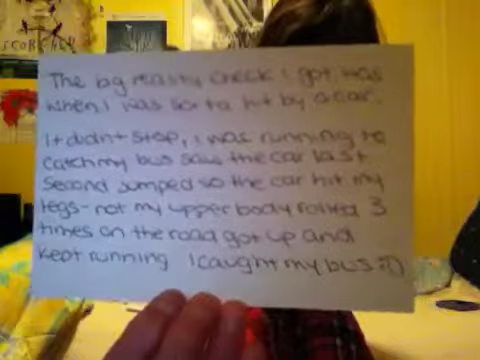 SCORCHER
The big reality check I got was
when I was sorta hit by a car.
It didn't stop, I was running to
catch my bus saw the car last
second jumped so the car hit my
legs - not my upper body rolled 3
times on the road got up and
kept running I caught my bus :)